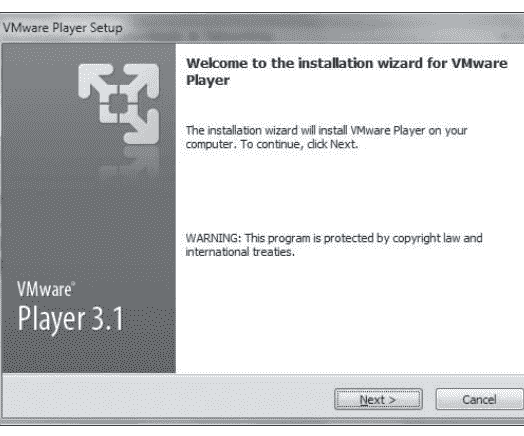 VMware Player Setup
Welcome to the installation wizard for VMware
Player
The installation wizard will install VMware Player on your
computer. To continue, click Next.
WARNING: This program is protected by copyright law and
international treaties.
VMware®
Player 3.1
Next >
Cancel